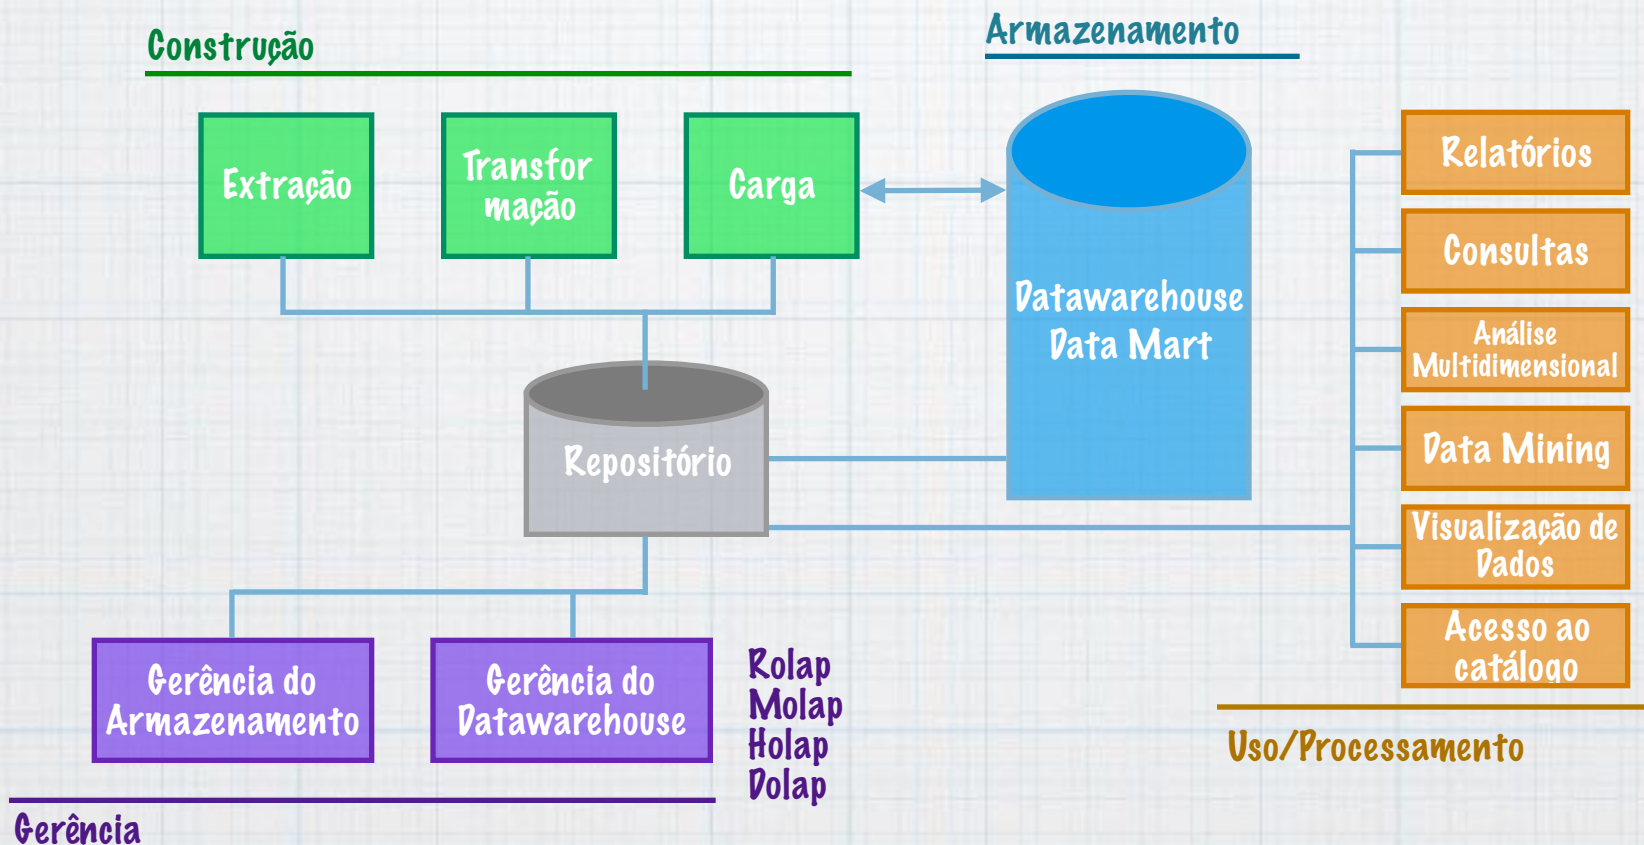 Construção
Armazenamento
Extração
Transfor
mação
Carga
Datawarehouse
Data Mart
Repositório
Relatórios
Consultas
Análise
Multidimensional
Data Mining
Visualização de
Dados
Acesso ao
catálogo
Uso/Processamento
Gerência do
Armazenamento
Gerência do
Datawarehouse
Rolap
Molap
Holap
Dolap
Gerência